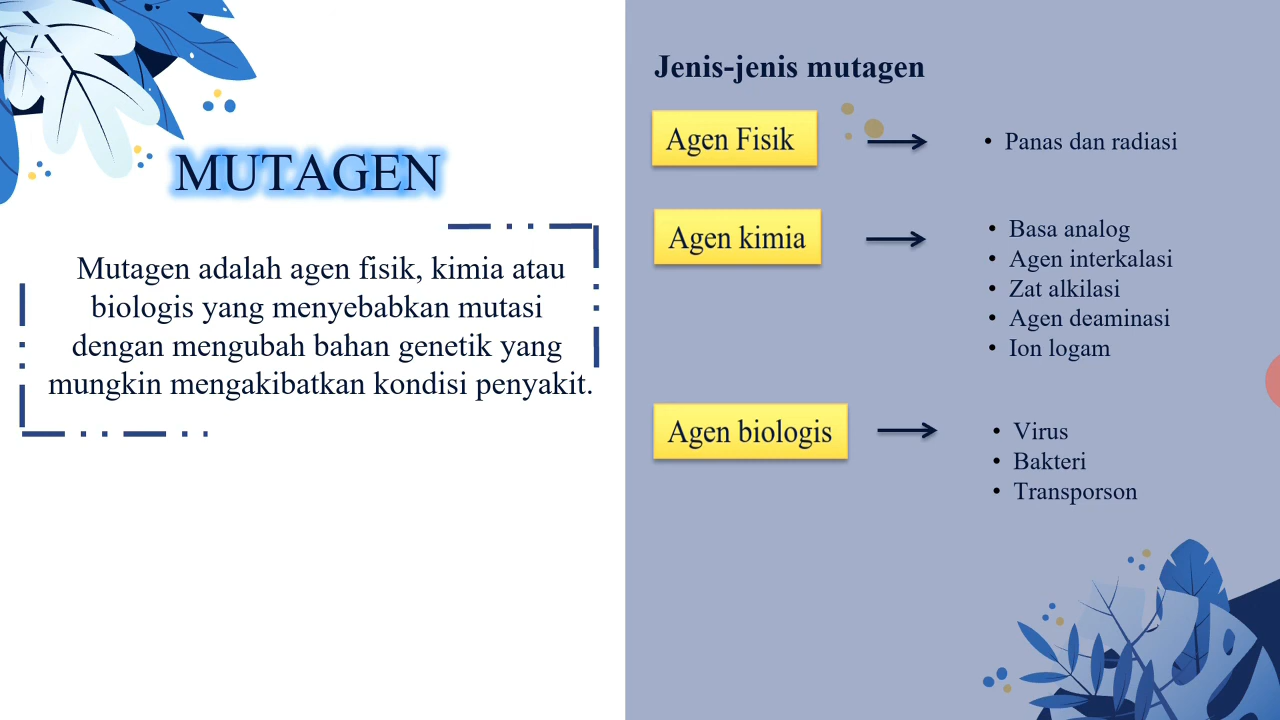 MUTAGEN
Mutagen adalah agen fisik, kimia atau
biologis yang menyebabkan mutasi
dengan mengubah bahan genetik yang
mungkin mengakibatkan kondisi penyakit.
Jenis-jenis mutagen
Agen Fisik
• Panas dan radiasi
Agen kimia
• Basa analog
• Agen interkalasi
• Zat alkilasi
• Agen deaminasi
• Ion logam
Agen biologis
• Virus
• Bakteri
• Transporson